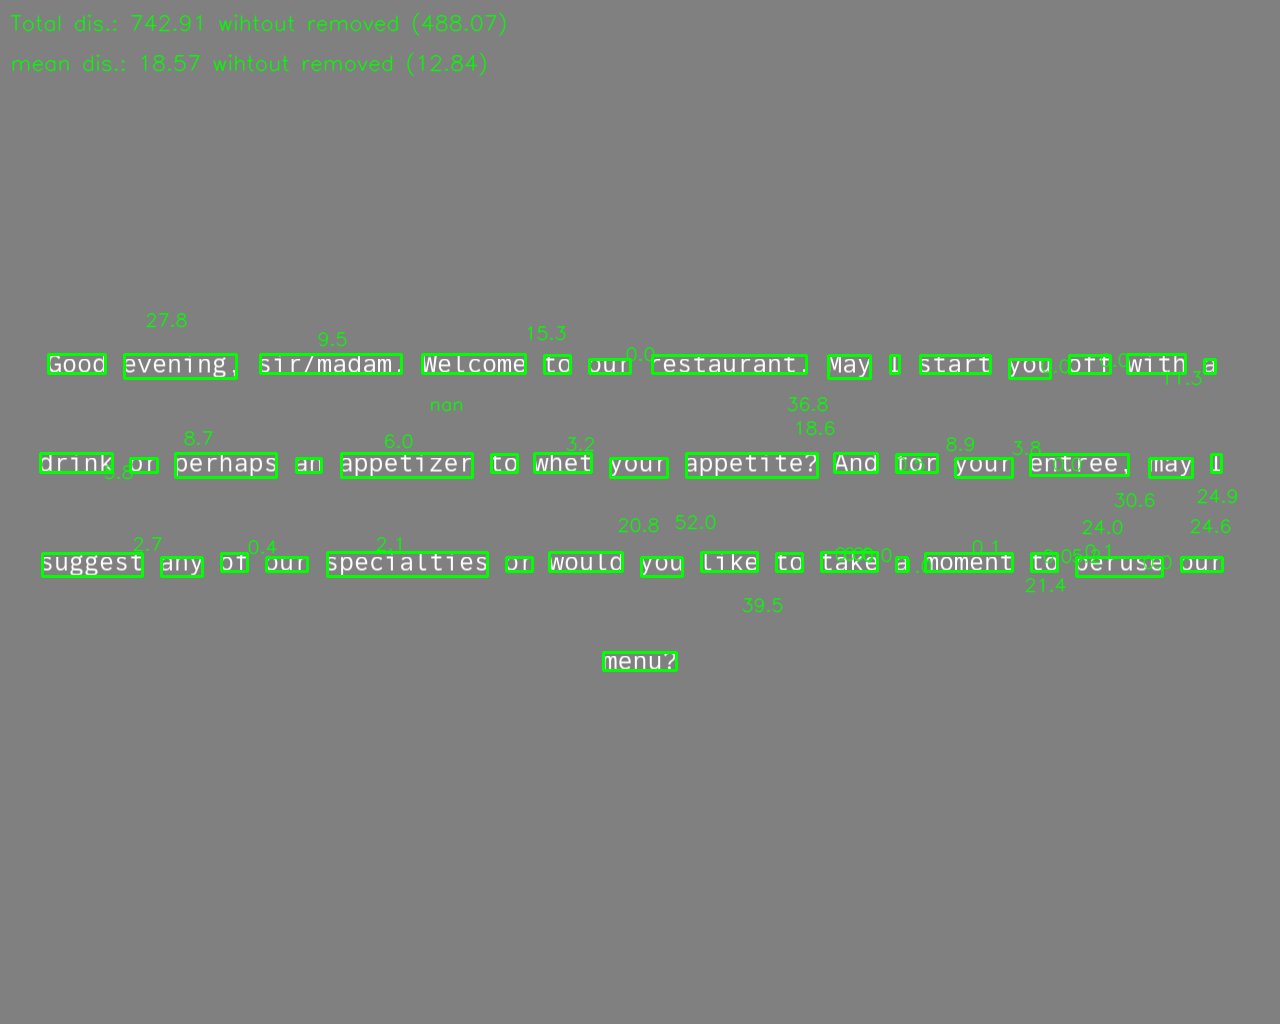 Total dis.: 742.91 wihtout removed (488.07)
mean dis.: 18.57 wihtout removed (12.84)
27.8 9.5 15.3 0.0
Good evening, sir/madam. Welcome to our restaurant. May I start you off with a
11.3
nan 36.8
8.7 6.0 3.2 18.6 8.9 3.8
drink or perhaps an appetizer to whet your appetite? And for your entree, may I
30.6 24.9
20.8 52.0 24.0 24.6
2.7 0.4 2.1 0.1 0.1
suggest any of our specialties or would you like to take a moment to peruse our
21.4
39.5
menu?